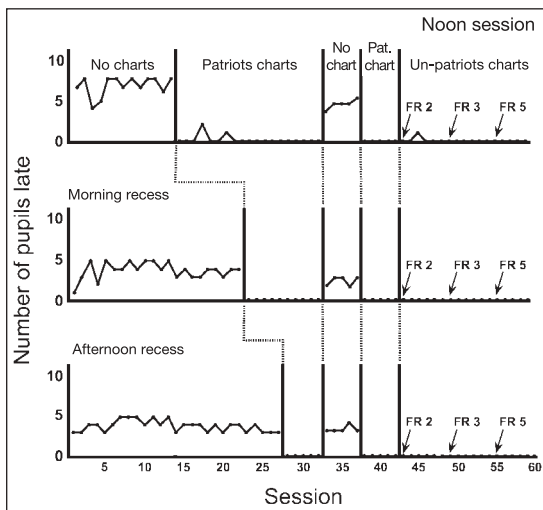 Noon session
No charts
Patriots charts
No chart
Pat. chart
Un-patriots charts
10
5
0
FR 2
FR 3
FR 5
Number of pupils late
Morning recess
10
5
0
FR 2
FR 3
FR 5
Afternoon recess
10
5
0
FR 2
FR 3
FR 5
5 10 15 20 25 30 35 40 45 50 55 60
Session